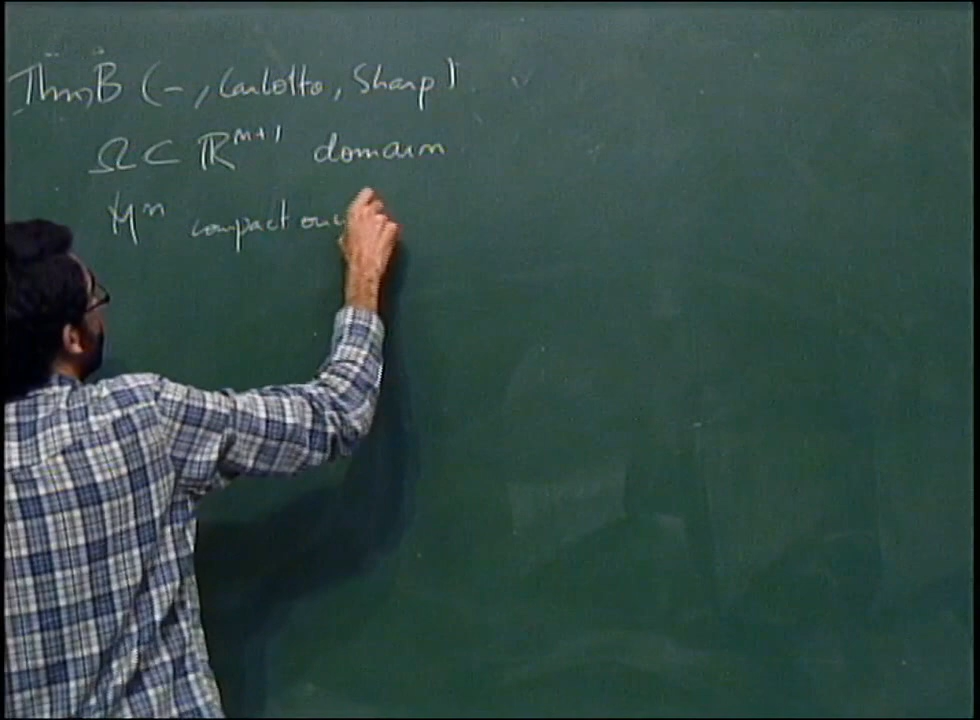 Thm B (–, Carlotto, Sharp)
Ω ⊂ ℝⁿ⁺¹ domain
Mⁿ compact